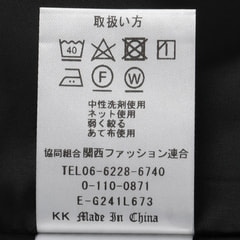 取扱い方
40
F W
中性洗剤使用
ネット使用
弱く絞る
あて布使用
協同組合 関西ファッション連合
TEL06-6228-6740
0-110-0871
E-G241L673
KK Made In China